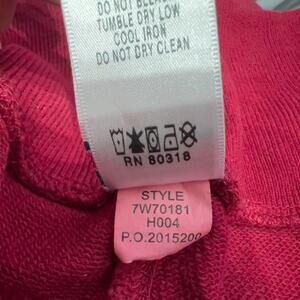 DO NOT BLEACH
TUMBLE DRY LOW
COOL IRON
DO NOT DRY CLEAN
RN 80318
STYLE
7W70181
H004
P.O.2015200